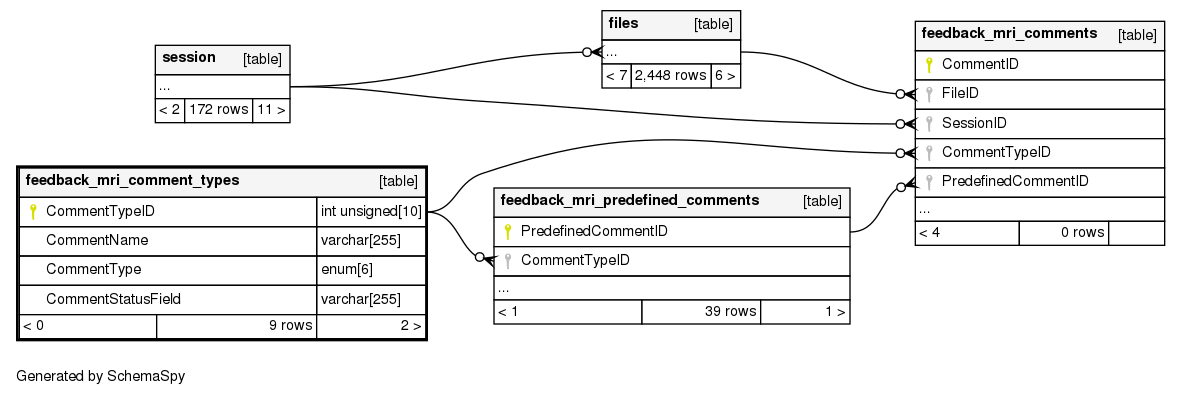 session [table]
...
< 2 172 rows 11 >
files [table]
...
< 7 2,448 rows 6 >
feedback_mri_comments [table]
CommentID
FileID
SessionID
CommentTypeID
PredefinedCommentID
...
< 4 0 rows
feedback_mri_comment_types [table]
CommentTypeID int unsigned[10]
CommentName varchar[255]
CommentType enum[6]
CommentStatusField varchar[255]
< 0 9 rows 2 >
feedback_mri_predefined_comments [table]
PredefinedCommentID
CommentTypeID
...
< 1 39 rows 1 >
Generated by SchemaSpy